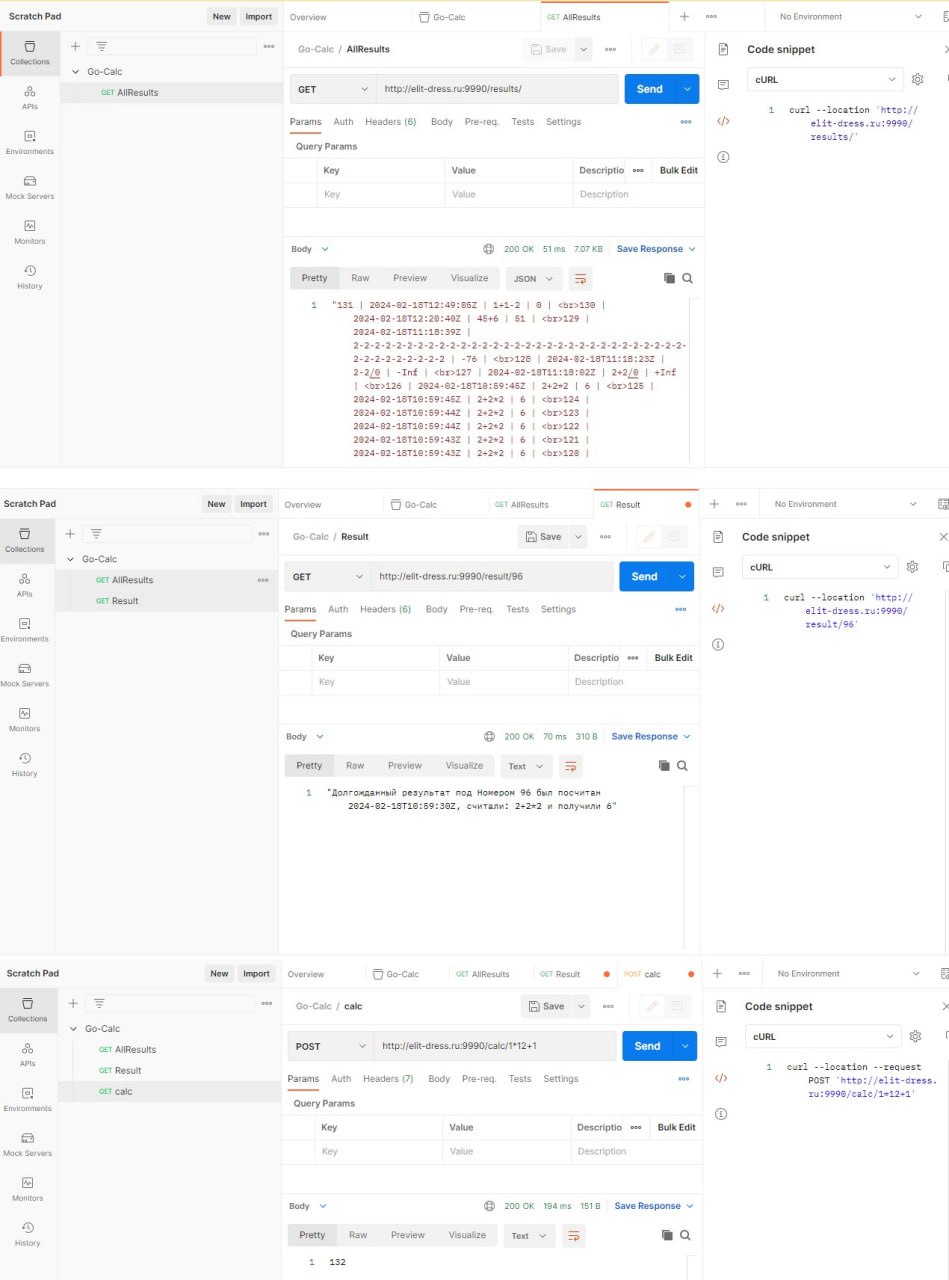 Scratch Pad New Import Overview Go-Calc GET AllResults No Environment
Collections
Go-Calc
GET AllResults
APIs
Environments
Mock Servers
Monitors
History
Go-Calc / AllResults Save
GET http://elit-dress.ru:9990/results/ Send
Params Auth Headers (6) Body Pre-req. Tests Settings
Query Params
Key Value Descriptio Bulk Edit
Key Value Description
Body 200 OK 51 ms 7.07 KB Save Response
Pretty Raw Preview Visualize JSON
1 "131 | 2024-02-18T12:49:05Z | 1+1-2 | 0 | <br>130 |
2024-02-18T12:20:40Z | 45+6 | 51 | <br>129 |
2024-02-18T11:18:39Z |
2-2-2-2-2-2-2-2-2-2-2-2-2-2-2-2-2-2-2-2-2-2-2-2-2-2-2-2-2-2-2-
2-2-2-2-2-2-2-2-2 | -76 | <br>128 | 2024-02-18T11:18:23Z |
2-2/0 | -Inf | <br>127 | 2024-02-18T11:18:02Z | 2+2/0 | +Inf
| <br>126 | 2024-02-18T10:59:45Z | 2+2*2 | 6 | <br>125 |
2024-02-18T10:59:45Z | 2+2*2 | 6 | <br>124 |
2024-02-18T10:59:44Z | 2+2*2 | 6 | <br>123 |
2024-02-18T10:59:44Z | 2+2*2 | 6 | <br>122 |
2024-02-18T10:59:43Z | 2+2*2 | 6 | <br>121 |
2024-02-18T10:59:43Z | 2+2*2 | 6 | <br>120 |
Code snippet
cURL
1 curl --location 'http://
elit-dress.ru:9990/
results/'
Scratch Pad New Import Overview Go-Calc GET AllResults GET Result No Environment
Collections
Go-Calc
GET AllResults
GET Result
APIs
Environments
Mock Servers
Monitors
History
Go-Calc / Result Save
GET http://elit-dress.ru:9990/result/96 Send
Params Auth Headers (6) Body Pre-req. Tests Settings
Query Params
Key Value Descriptio Bulk Edit
Key Value Description
Body 200 OK 70 ms 310 B Save Response
Pretty Raw Preview Visualize Text
1 "Долгожданный результат под Номером 96 был посчитан
2024-02-18T10:59:30Z, считали: 2+2*2 и получили 6"
Code snippet
cURL
1 curl --location 'http://
elit-dress.ru:9990/
result/96'
Scratch Pad New Import Overview Go-Calc GET AllResults GET Result POST calc No Environment
Collections
Go-Calc
GET AllResults
GET Result
GET calc
APIs
Environments
Mock Servers
Monitors
History
Go-Calc / calc Save
POST http://elit-dress.ru:9990/calc/1*12+1 Send
Params Auth Headers (7) Body Pre-req. Tests Settings
Query Params
Key Value Descriptio Bulk Edit
Key Value Description
Body 200 OK 194 ms 151 B Save Response
Pretty Raw Preview Visualize Text
1 132
Code snippet
cURL
1 curl --location --request
POST 'http://elit-dress.
ru:9990/calc/1*12+1'